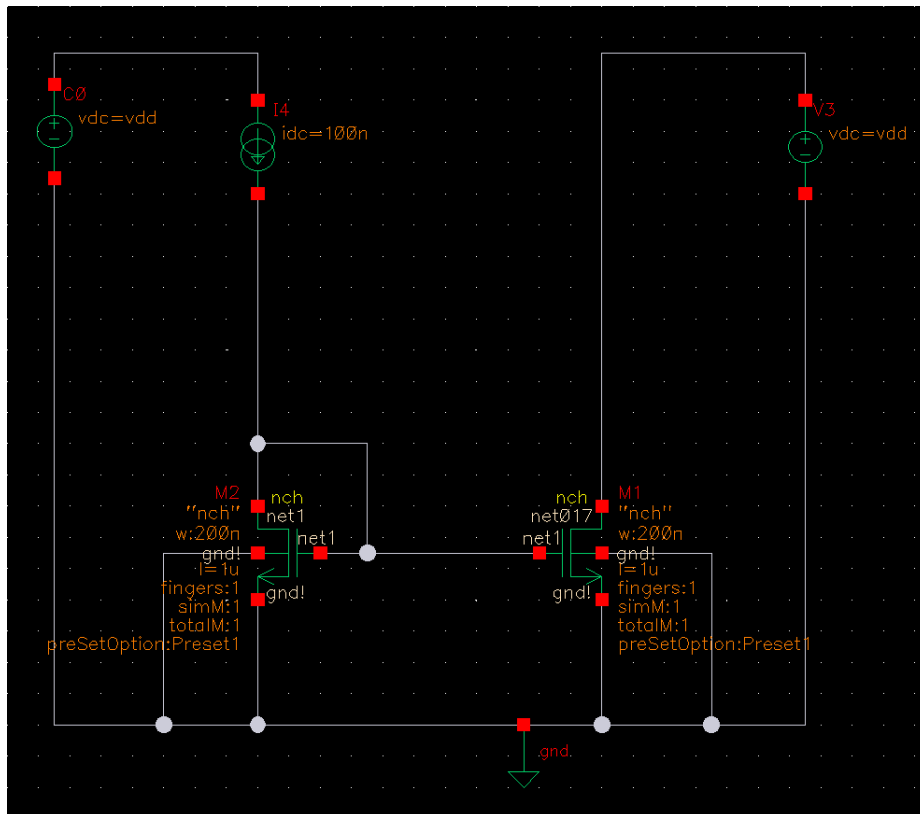 C0
vdc=vdd
I4
idc=100n
V3
vdc=vdd
M2
nch
"nch"
net1
w:200n
net1
gnd!
l=1u
fingers:1
gnd!
simM:1
totalM:1
preSetOption:Preset1
nch
M1
net017
"nch"
w:200n
net1
gnd!
l=1u
gnd!
fingers:1
simM:1
totalM:1
preSetOption:Preset1
.gnd.